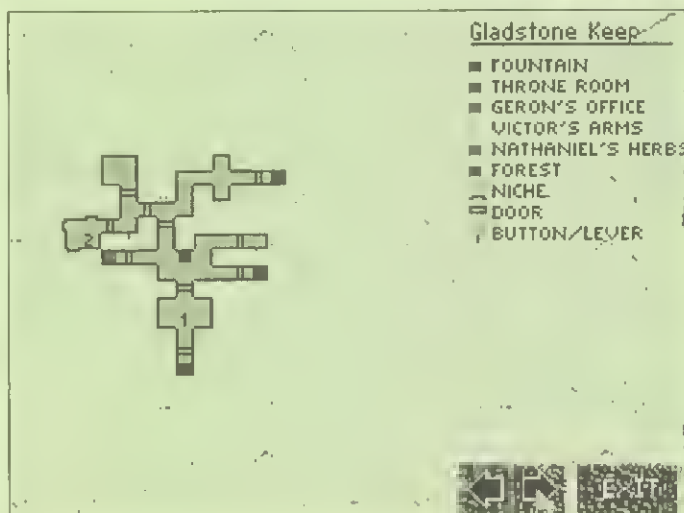 Gladstone Keep
FOUNTAIN
THRONE ROOM
GERON'S OFFICE
VICTOR'S ARMS
NATHANIEL'S HERBS
FOREST
NICHE
DOOR
BUTTON/LEVER
2
1
EXIT